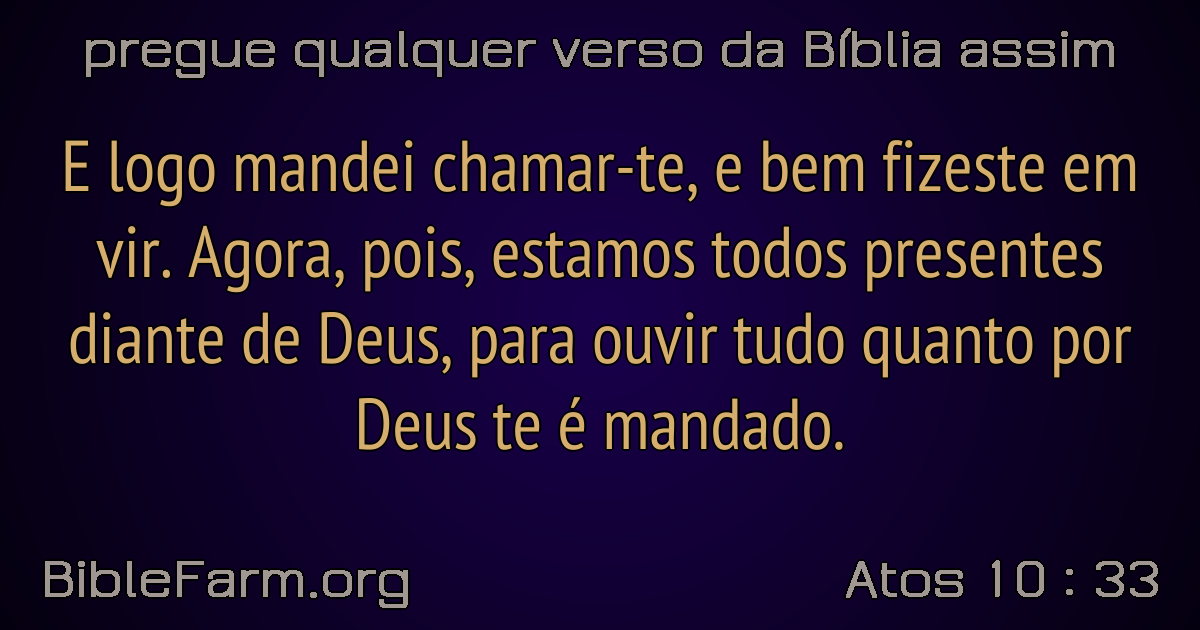 pregue qualquer verso da Bíblia assim
E logo mandei chamar-te, e bem fizeste em
vir. Agora, pois, estamos todos presentes
diante de Deus, para ouvir tudo quanto por
Deus te é mandado.
BibleFarm.org
Atos 10 : 33